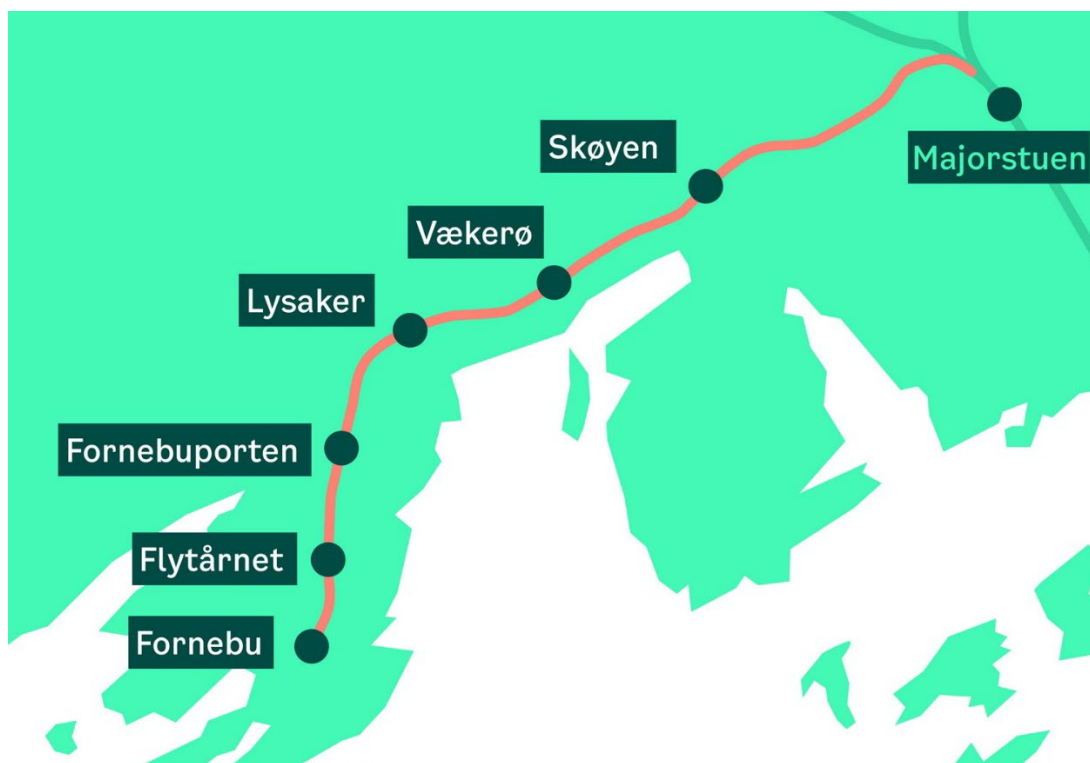 Skøyen
Majorstuen
Vækerø
Lysaker
Fornebuporten
Flytårnet
Fornebu